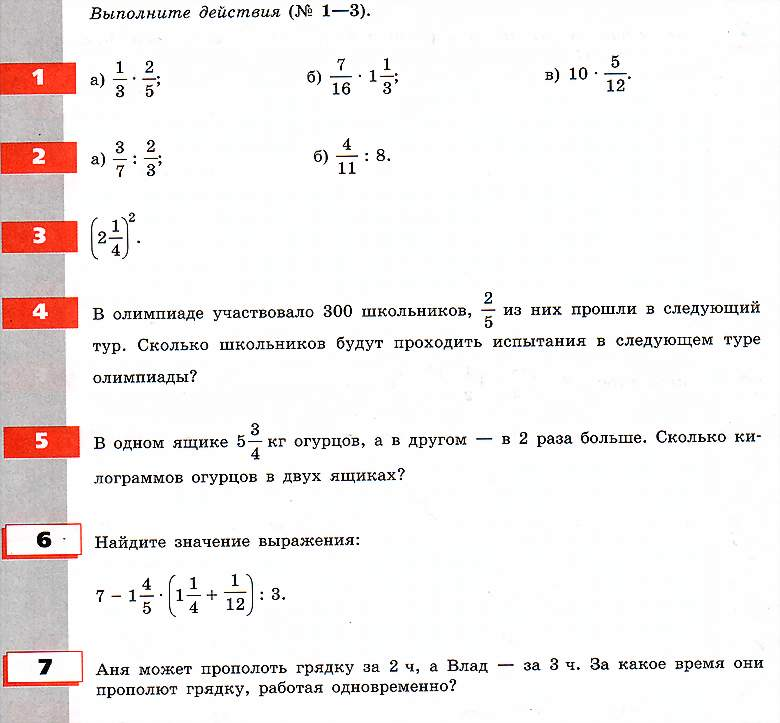 Выполните действия (№ 1—3).
1 а) 1/3 · 2/5; б) 7/16 · 1 1/3; в) 10 · 5/12.
2 а) 3/7 : 2/3; б) 4/11 : 8.
3 (2 1/4)².
4 В олимпиаде участвовало 300 школьников, 2/5 из них прошли в следующий
тур. Сколько школьников будут проходить испытания в следующем туре
олимпиады?
5 В одном ящике 5 3/4 кг огурцов, а в другом — в 2 раза больше. Сколько ки-
лограммов огурцов в двух ящиках?
6 Найдите значение выражения:
7 – 1 4/5 · (1 1/4 + 1/12) : 3.
7 Аня может прополоть грядку за 2 ч, а Влад — за 3 ч. За какое время они
прополют грядку, работая одновременно?